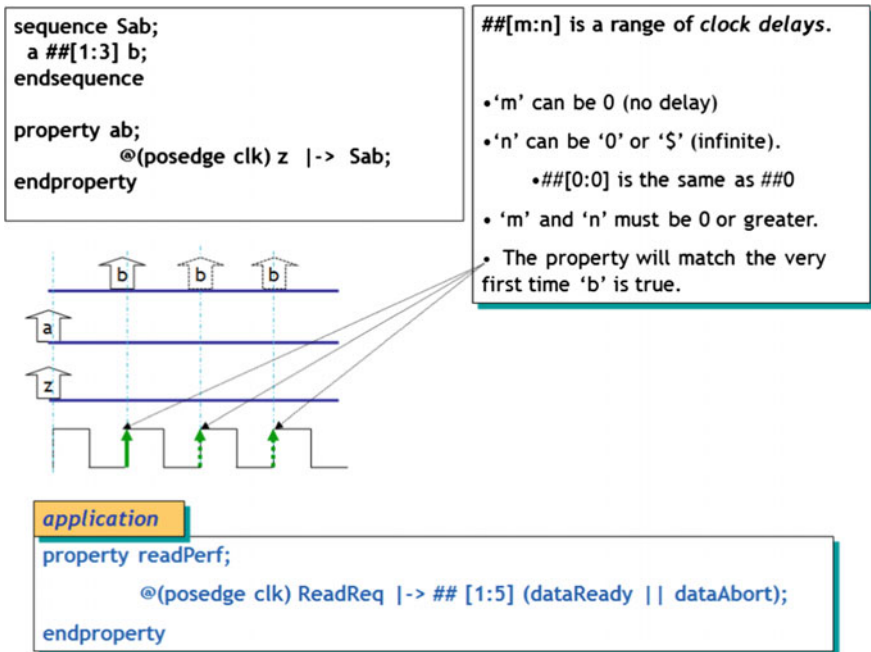 sequence Sab;
a ##[1:3] b;
endsequence
property ab;
@(posedge clk) z |-> Sab;
endproperty
##[m:n] is a range of clock delays.
•‘m’ can be 0 (no delay)
•‘n’ can be ‘0’ or ‘$’ (infinite).
•##[0:0] is the same as ##0
• ‘m’ and ‘n’ must be 0 or greater.
• The property will match the very
first time ‘b’ is true.
b b b
a
z
application
property readPerf;
@(posedge clk) ReadReq |-> ## [1:5] (dataReady || dataAbort);
endproperty